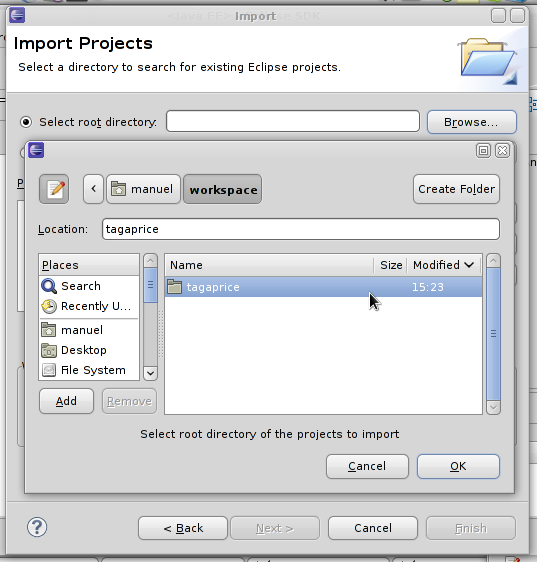 Import
Import Projects
Select a directory to search for existing Eclipse projects.
Select root directory:
Browse...
manuel
workspace
Create Folder
Location:
tagaprice
Places
Name
Size
Modified
Search
tagaprice
15:23
Recently U...
manuel
Desktop
File System
Add
Remove
Select root directory of the projects to import
Cancel
OK
?
< Back
Next >
Cancel
Finish